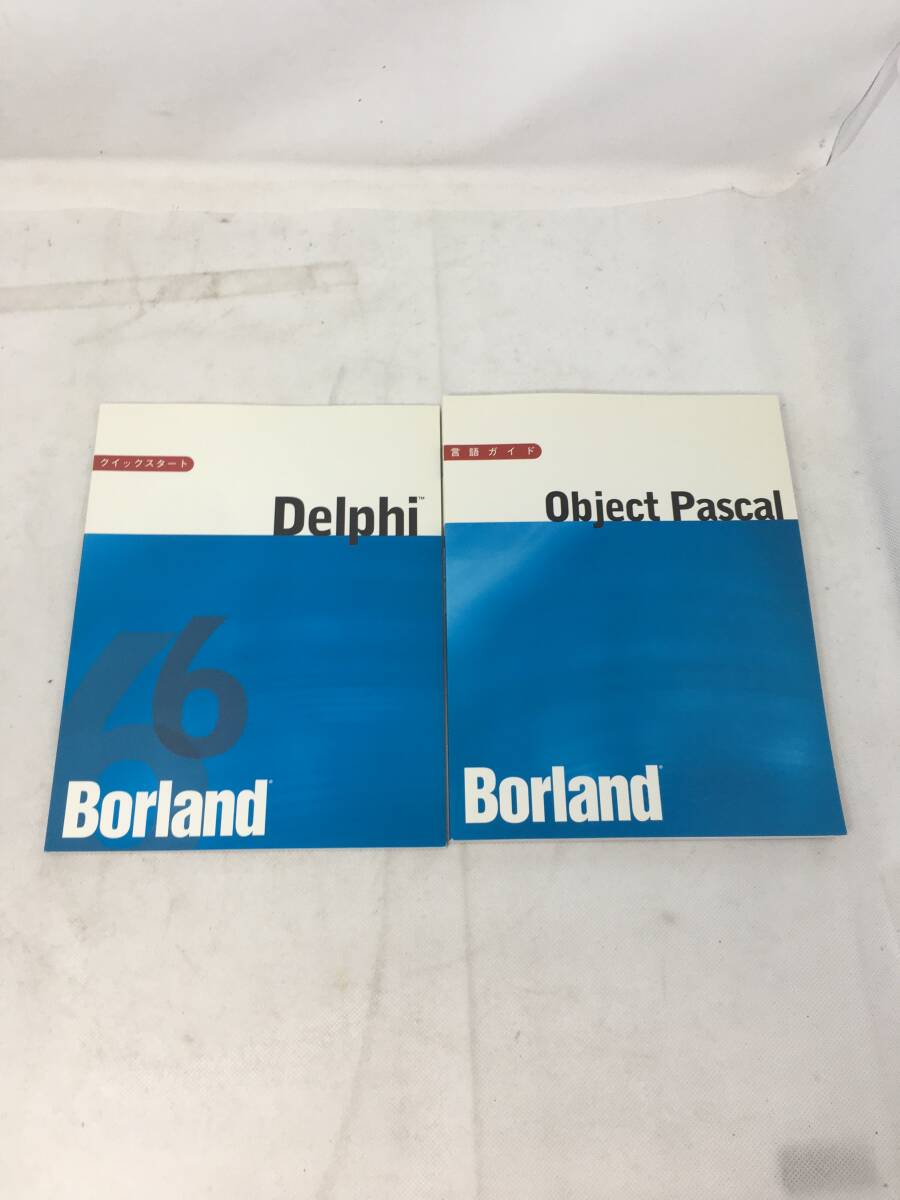 クイックスタート
Delphi™
6 6
Borland®
言語ガイド
Object Pascal
Borland®